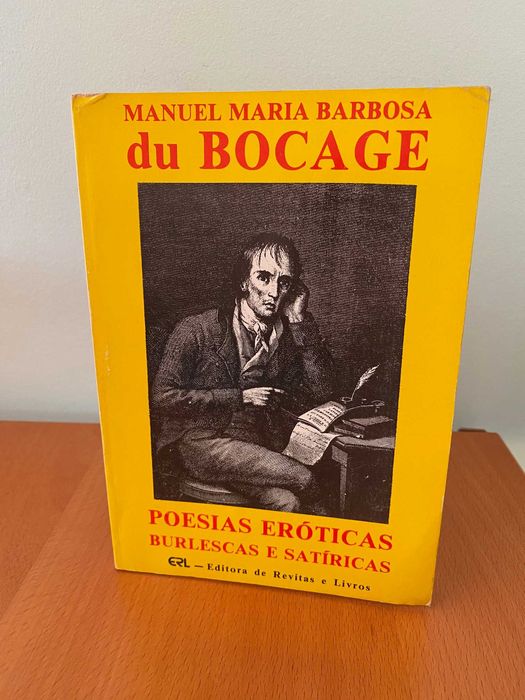 MANUEL MARIA BARBOSA
du BOCAGE
POESIAS ERÓTICAS
BURLESCAS E SATÍRICAS
ERL — Editora de Revitas e Livros